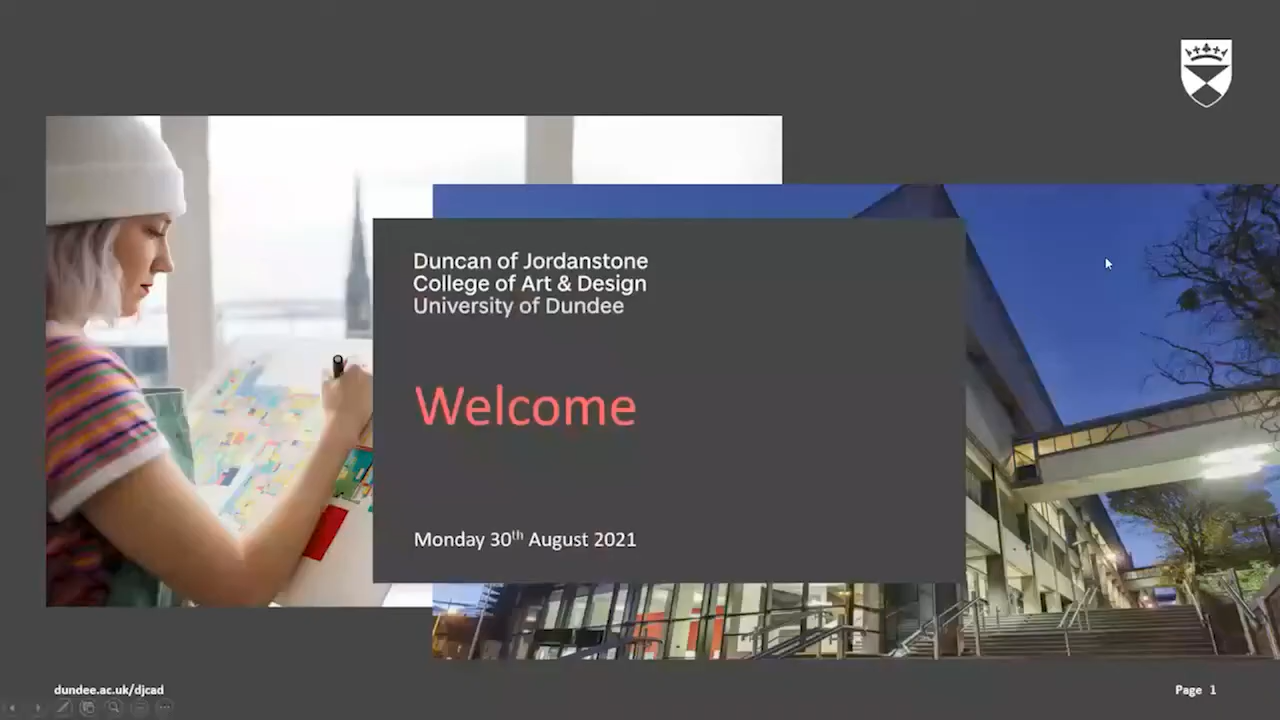 Duncan of Jordanstone
College of Art & Design
University of Dundee
Welcome
Monday 30th August 2021
dundee.ac.uk/djcad
Page 1